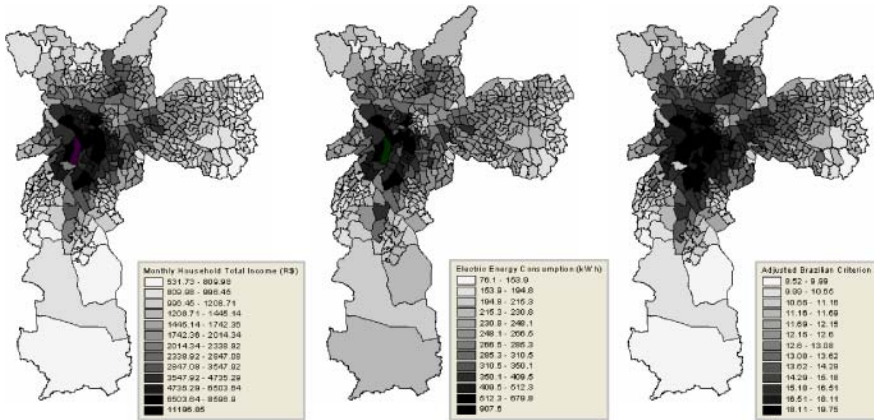 Monthly Household Total Income (R$)
531.73 - 809.98
809.98 - 996.45
996.45 - 1208.71
1208.71 - 1445.14
1445.14 - 1742.36
1742.36 - 2014.34
2014.34 - 2338.92
2338.92 - 2847.08
2847.08 - 3547.92
3547.92 - 4735.29
4735.29 - 6503.64
6503.64 - 8596.9
11196.85
Electric Energy Consumption (kWh)
76.1 - 153.9
153.9 - 194.8
194.8 - 215.3
215.3 - 230.8
230.8 - 248.1
248.1 - 266.5
266.5 - 285.3
285.3 - 310.5
310.5 - 350.1
350.1 - 409.5
409.5 - 512.3
512.3 - 679.8
907.5
Adjusted Brazilian Criterion
8.52 - 9.99
9.99 - 10.66
10.66 - 11.16
11.16 - 11.69
11.69 - 12.15
12.15 - 12.6
12.6 - 13.08
13.08 - 13.62
13.62 - 14.29
14.29 - 15.18
15.18 - 16.51
16.51 - 18.11
18.11 - 19.75